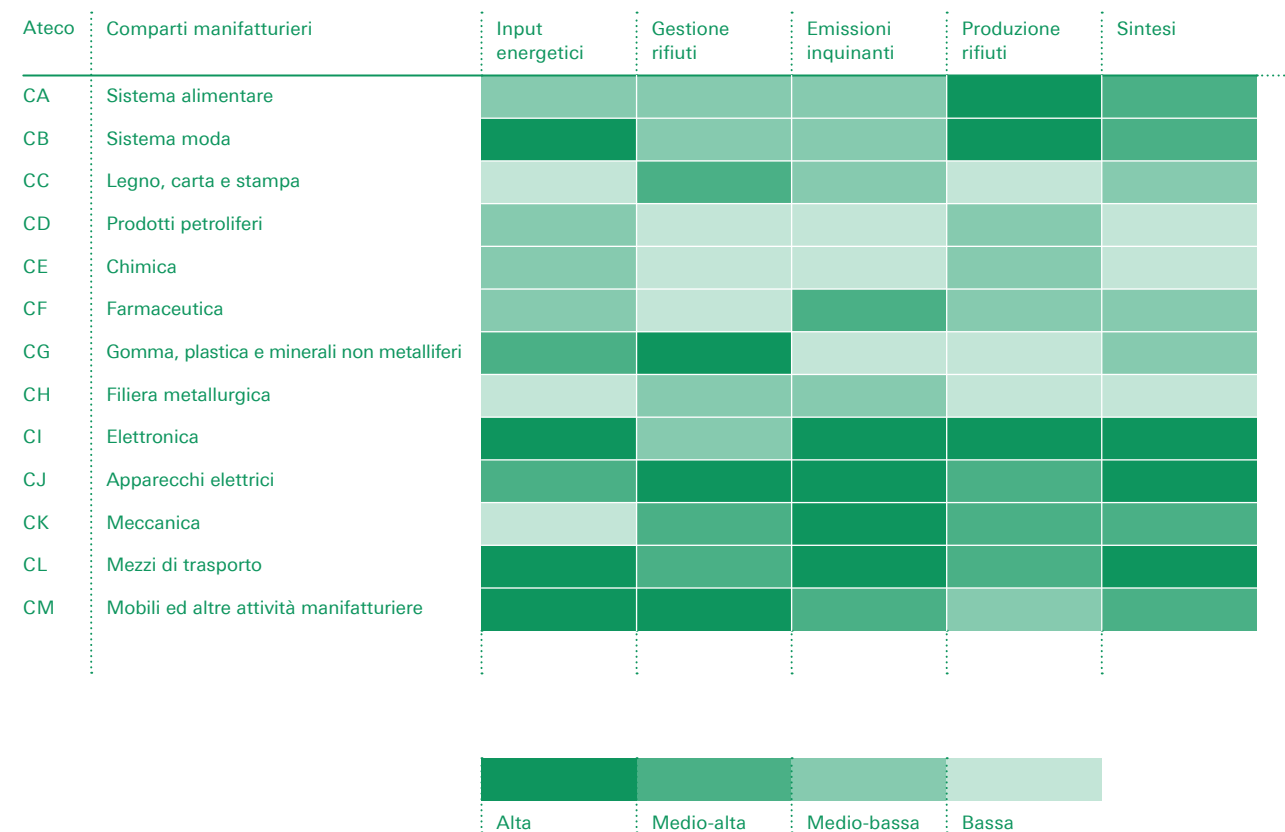 Ateco Comparti manifatturieri Input energetici Gestione rifiuti Emissioni inquinanti Produzione rifiuti Sintesi
CA Sistema alimentare
CB Sistema moda
CC Legno, carta e stampa
CD Prodotti petroliferi
CE Chimica
CF Farmaceutica
CG Gomma, plastica e minerali non metalliferi
CH Filiera metallurgica
CI Elettronica
CJ Apparecchi elettrici
CK Meccanica
CL Mezzi di trasporto
CM Mobili ed altre attività manifatturiere
Alta Medio-alta Medio-bassa Bassa